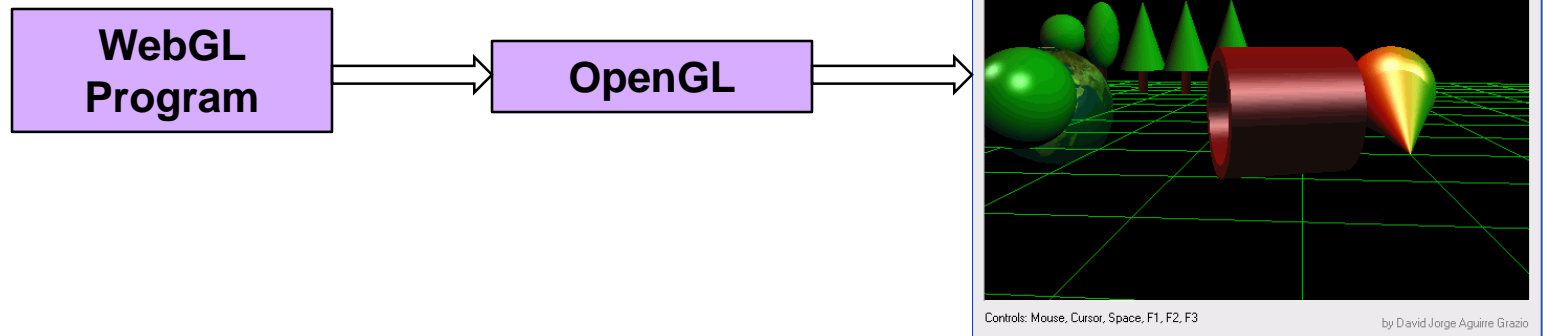 WebGL
Program
OpenGL
Controls: Mouse, Cursor, Space, F1, F2, F3
by David Jorge Aguirre Grazio